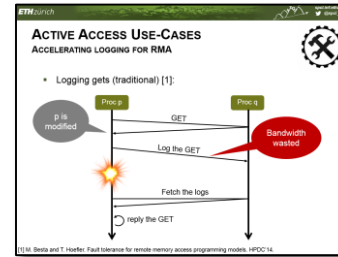 ETH zürich
ACTIVE ACCESS USE-CASES
ACCELERATING LOGGING FOR RMA
Logging gets (traditional) [1]:
Proc p
Proc q
p is
modified
GET
Log the GET
Bandwidth
wasted
Fetch the logs
reply the GET
[1] M. Besta and T. Hoefler. Fault tolerance for remote memory access programming models. HPDC'14.